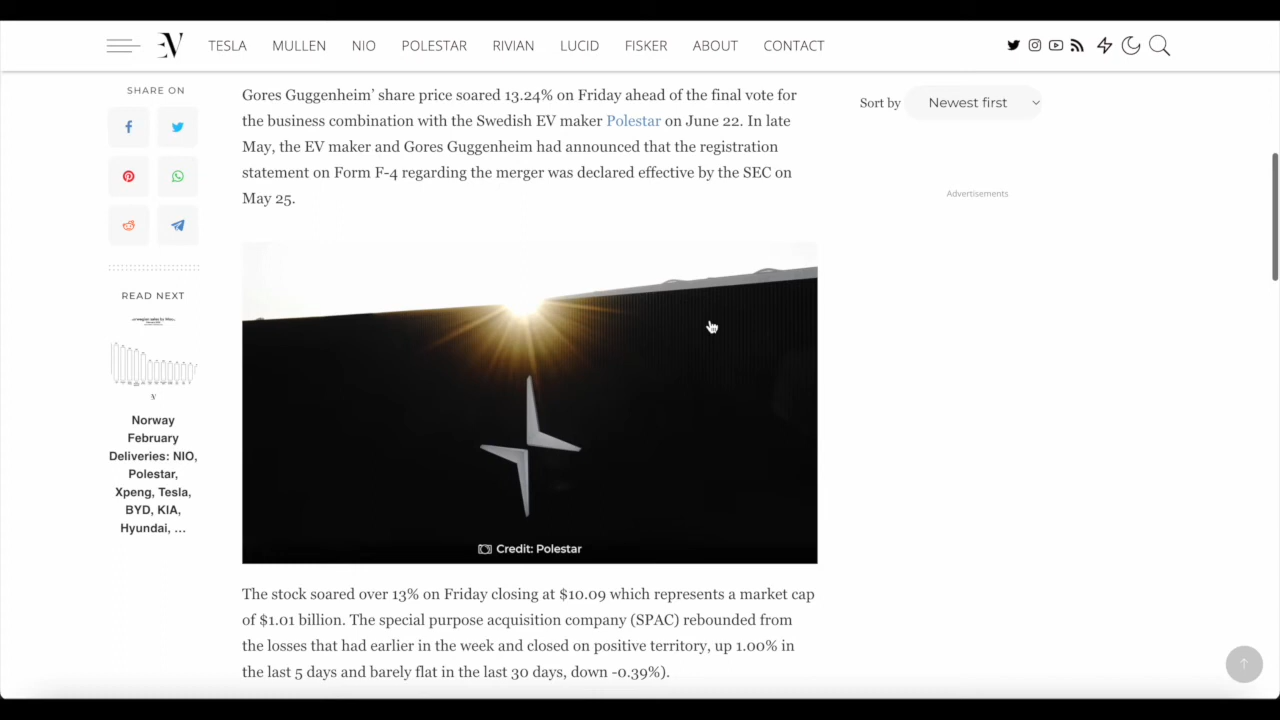 EV
TESLA
MULLEN
NIO
POLESTAR
RIVIAN
LUCID
FISKER
ABOUT
CONTACT
SHARE ON
READ NEXT
Norway
February
Deliveries: NIO,
Polestar,
Xpeng, Tesla,
BYD, KIA,
Hyundai, ...
Gores Guggenheim' share price soared 13.24% on Friday ahead of the final vote for
the business combination with the Swedish EV maker Polestar on June 22. In late
May, the EV maker and Gores Guggenheim had announced that the registration
statement on Form F-4 regarding the merger was declared effective by the SEC on
May 25.
Credit: Polestar
The stock soared over 13% on Friday closing at $10.09 which represents a market cap
of $1.01 billion. The special purpose acquisition company (SPAC) rebounded from
the losses that had earlier in the week and closed on positive territory, up 1.00% in
the last 5 days and barely flat in the last 30 days, down -0.39%).
Sort by
Newest first
Advertisements